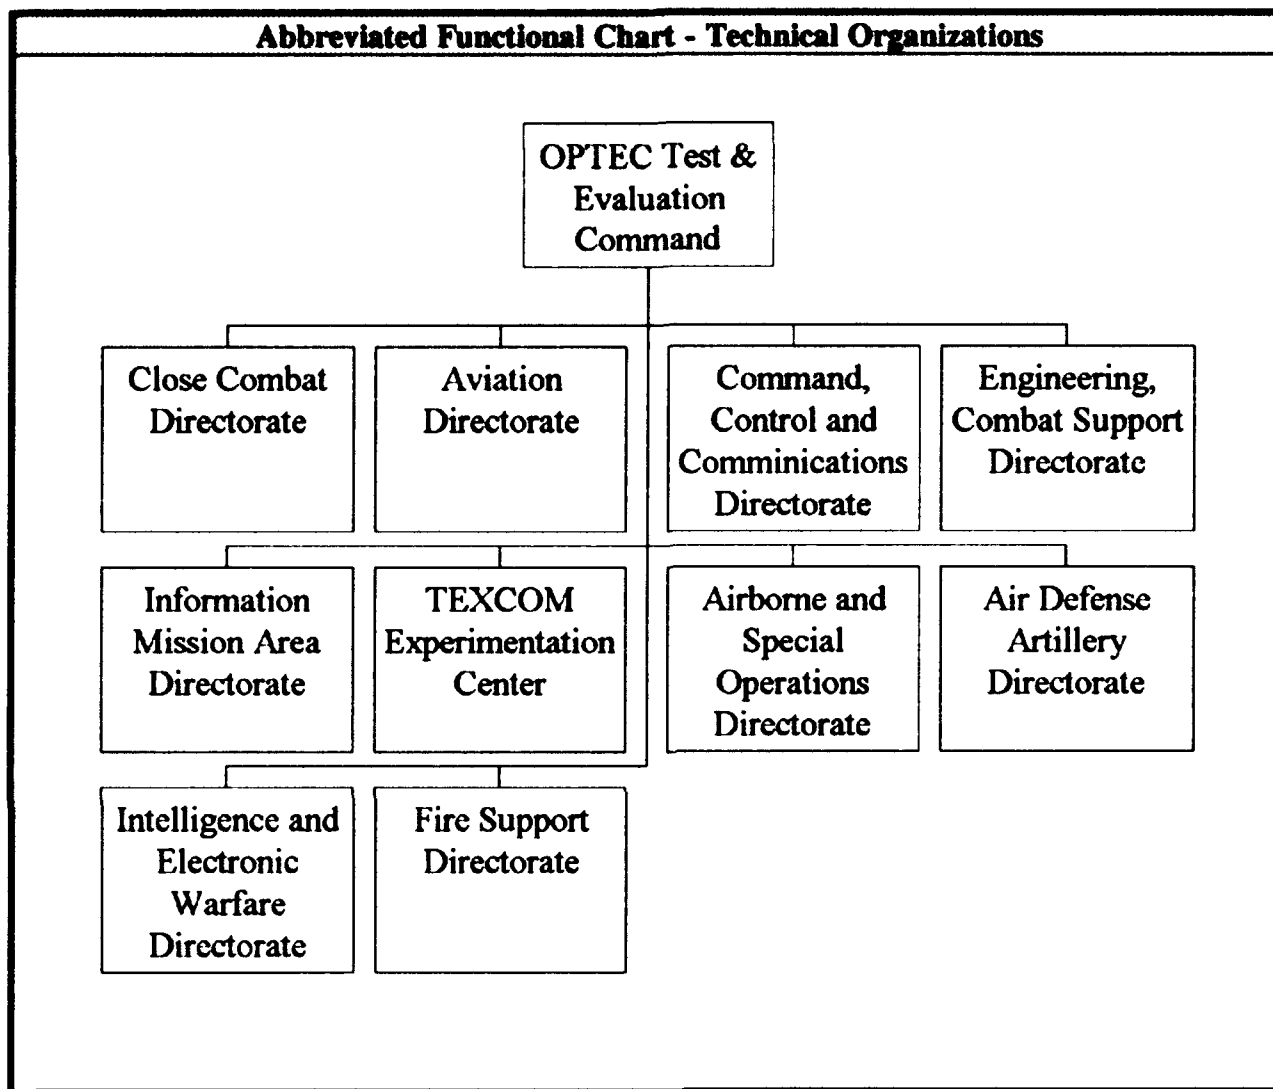 Abbreviated Functional Chart - Technical Organizations
OPTEC Test &
Evaluation
Command
Close Combat
Directorate
Aviation
Directorate
Command,
Control and
Comminications
Directorate
Engineering,
Combat Support
Directorate
Information
Mission Area
Directorate
TEXCOM
Experimentation
Center
Airborne and
Special
Operations
Directorate
Air Defense
Artillery
Directorate
Intelligence and
Electronic
Warfare
Directorate
Fire Support
Directorate